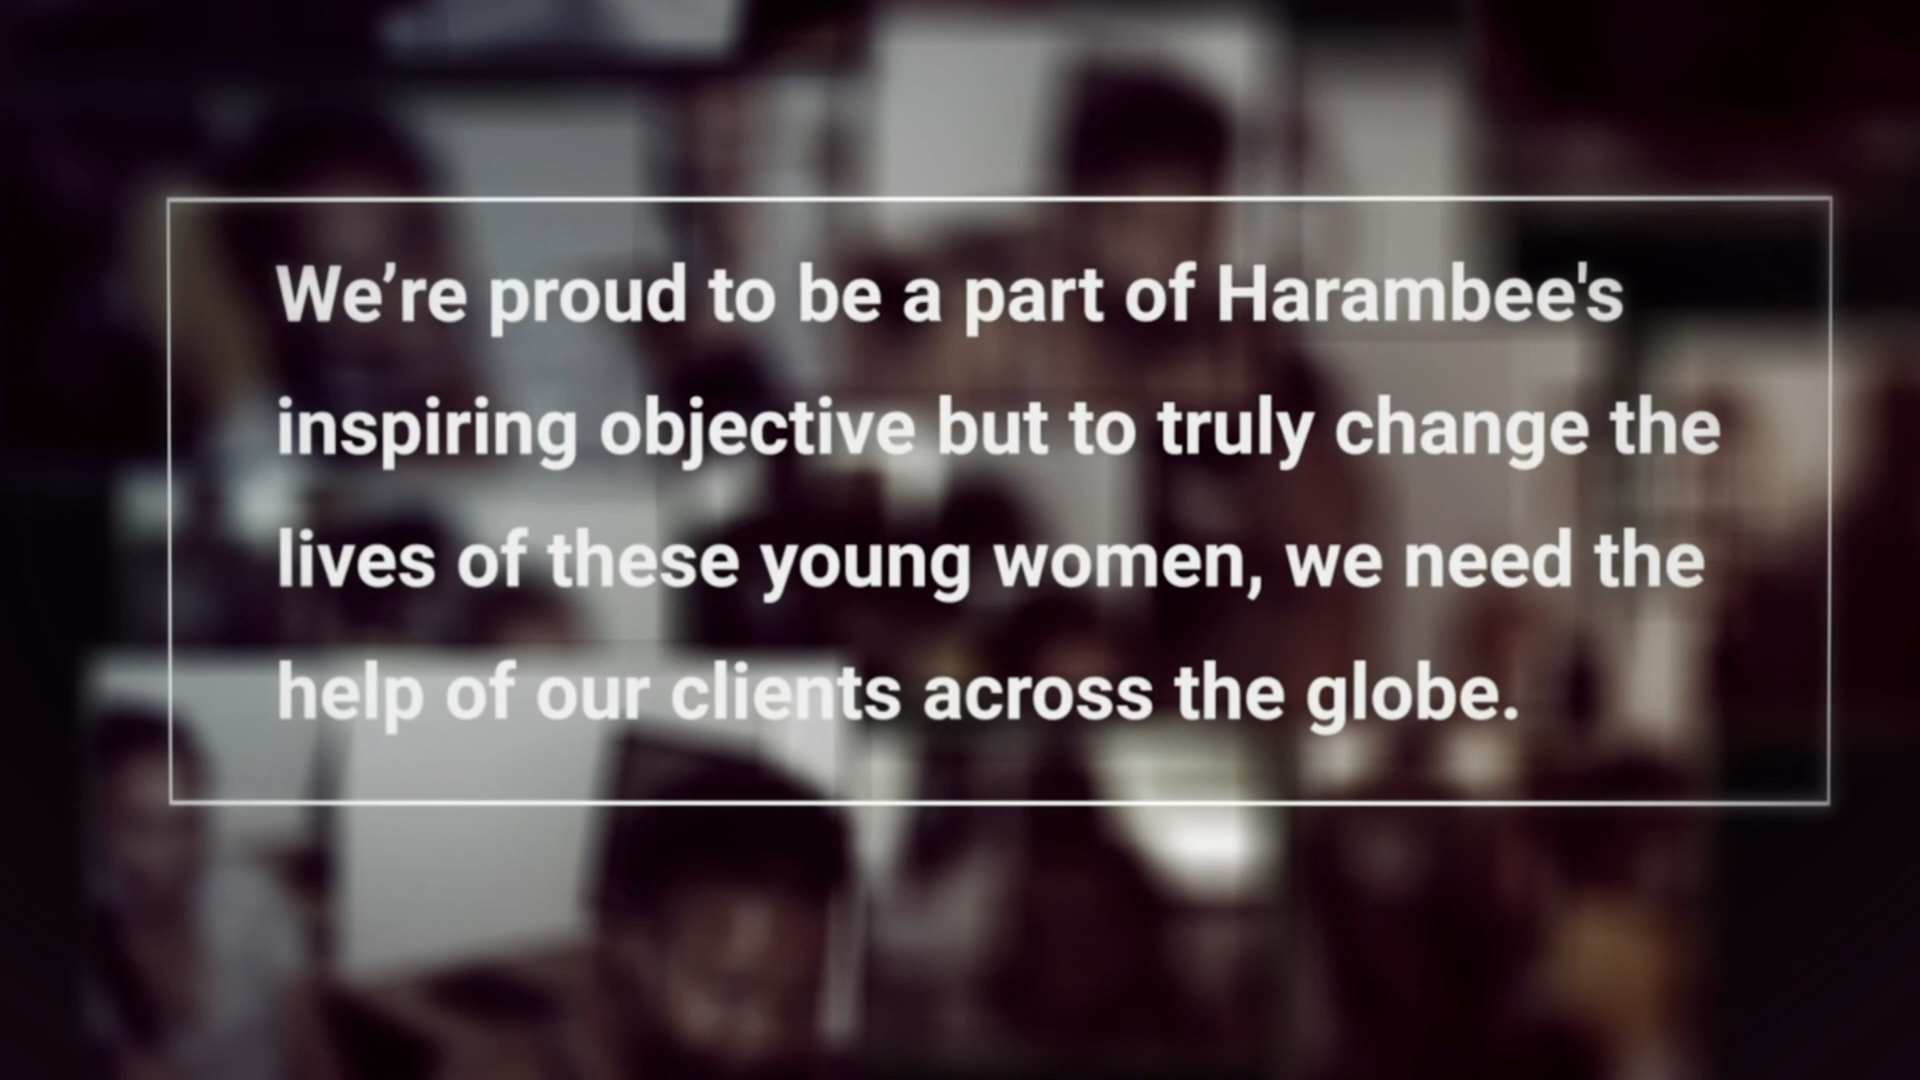 We’re proud to be a part of Harambee's
inspiring objective but to truly change the
lives of these young women, we need the
help of our clients across the globe.